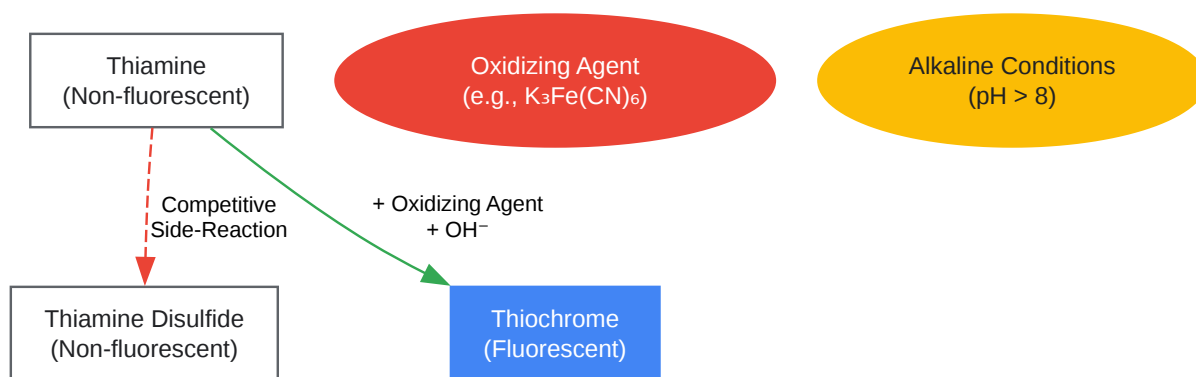 Thiamine
(Non-fluorescent)
Oxidizing Agent
(e.g., K₃Fe(CN)₆)
Alkaline Conditions
(pH > 8)
Competitive
Side-Reaction
+ Oxidizing Agent
+ OH⁻
Thiamine Disulfide
(Non-fluorescent)
Thiochrome
(Fluorescent)